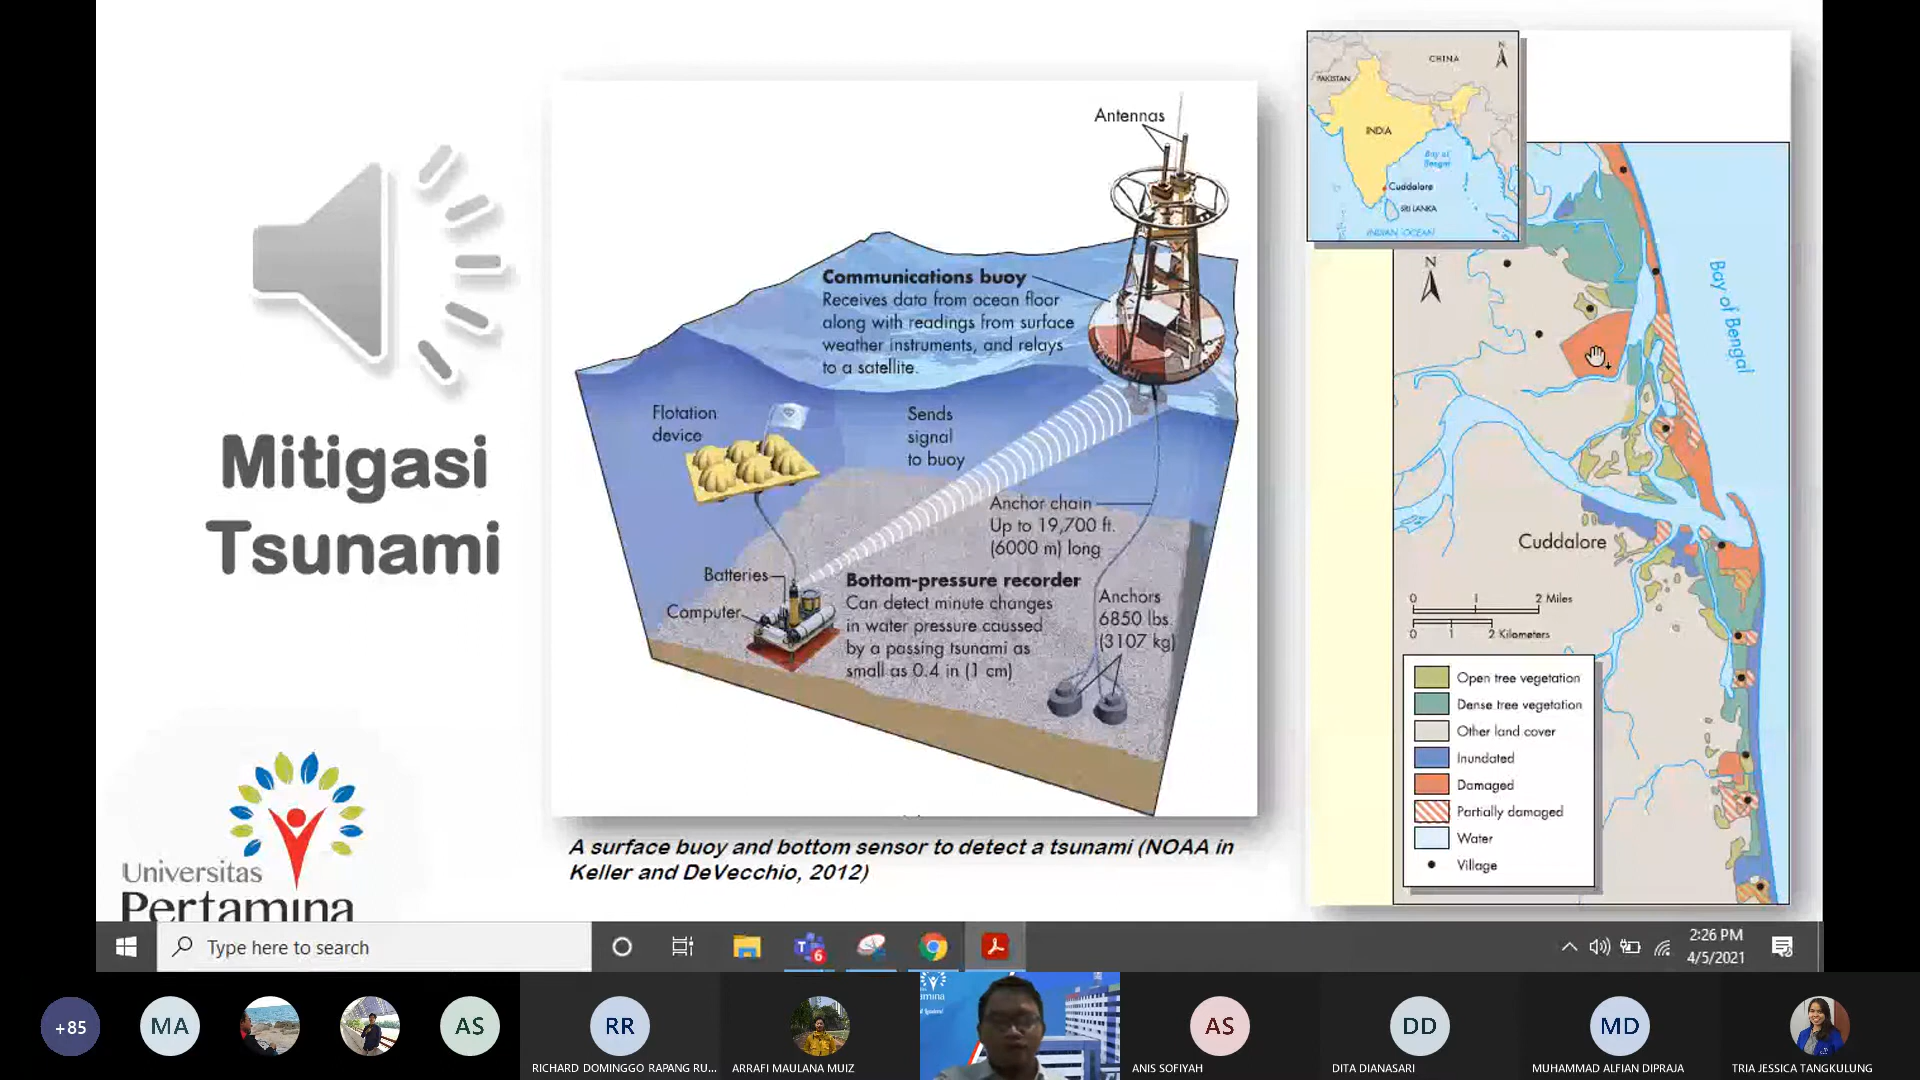 Mitigasi
Tsunami
Universitas
Pertamina
Antennas
Communications buoy
Receives data from ocean floor
along with readings from surface
weather instruments, and relays
to a satellite.
Flotation
device
Sends
signal
to buoy
Anchor chain
Up to 19,700 ft.
(6000 m) long
Batteries
Computer
Bottom-pressure recorder
Can detect minute changes
in water pressure caussed
by a passing tsunami as
small as 0.4 in (1 cm)
Anchors
6850 lbs.
(3107 kg)
A surface buoy and bottom sensor to detect a tsunami (NOAA in
Keller and DeVecchio, 2012)
N
CHINA
PAKISTAN
INDIA
Bay of
Bengal
Cuddalore
SRI LANKA
INDIAN OCEAN
N
Bay of Bengal
Cuddalore
0 1 2 Miles
0 1 2 Kilometers
Open tree vegetation
Dense tree vegetation
Other land cover
Inundated
Damaged
Partially damaged
Water
Village
Type here to search
6
2:26 PM
4/5/2021
+85
MA
AS
RR
RICHARD DOMINGGO RAPANG RU...
ARRAFI MAULANA MUIZ
AS
ANIS SOFIYAH
DD
DITA DIANASARI
MD
MUHAMMAD ALFIAN DIPRAJA
TRIA JESSICA TANGKULUNG